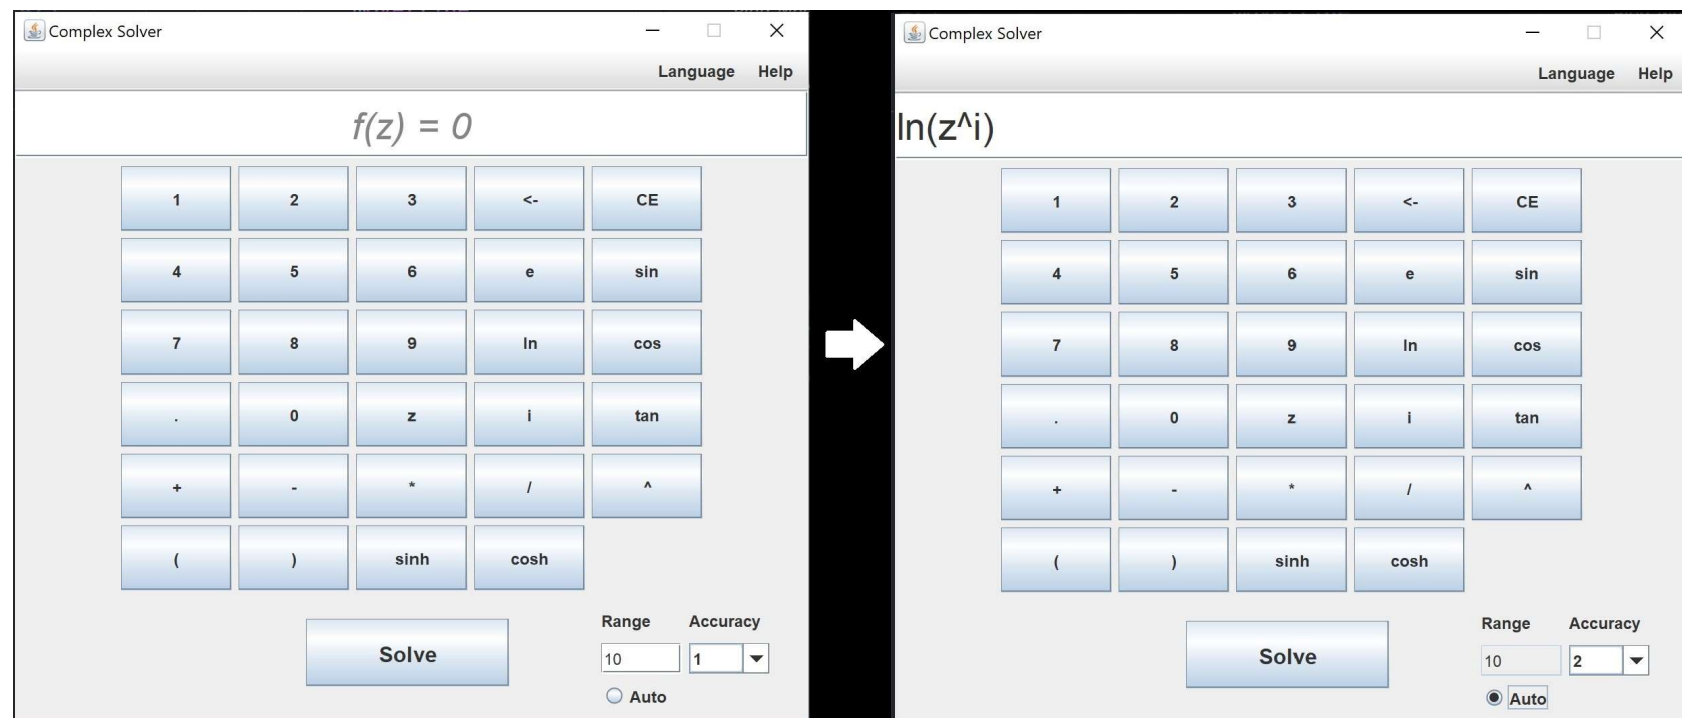 Complex Solver
Language Help
f(z) = 0
1 2 3 <- CE
4 5 6 e sin
7 8 9 ln cos
. 0 z i tan
+ - * / ^
( ) sinh cosh
Range Accuracy
Solve
10 1
Auto
Complex Solver
Language Help
ln(z^i)
1 2 3 <- CE
4 5 6 e sin
7 8 9 ln cos
. 0 z i tan
+ - * / ^
( ) sinh cosh
Range Accuracy
Solve
10 2
Auto